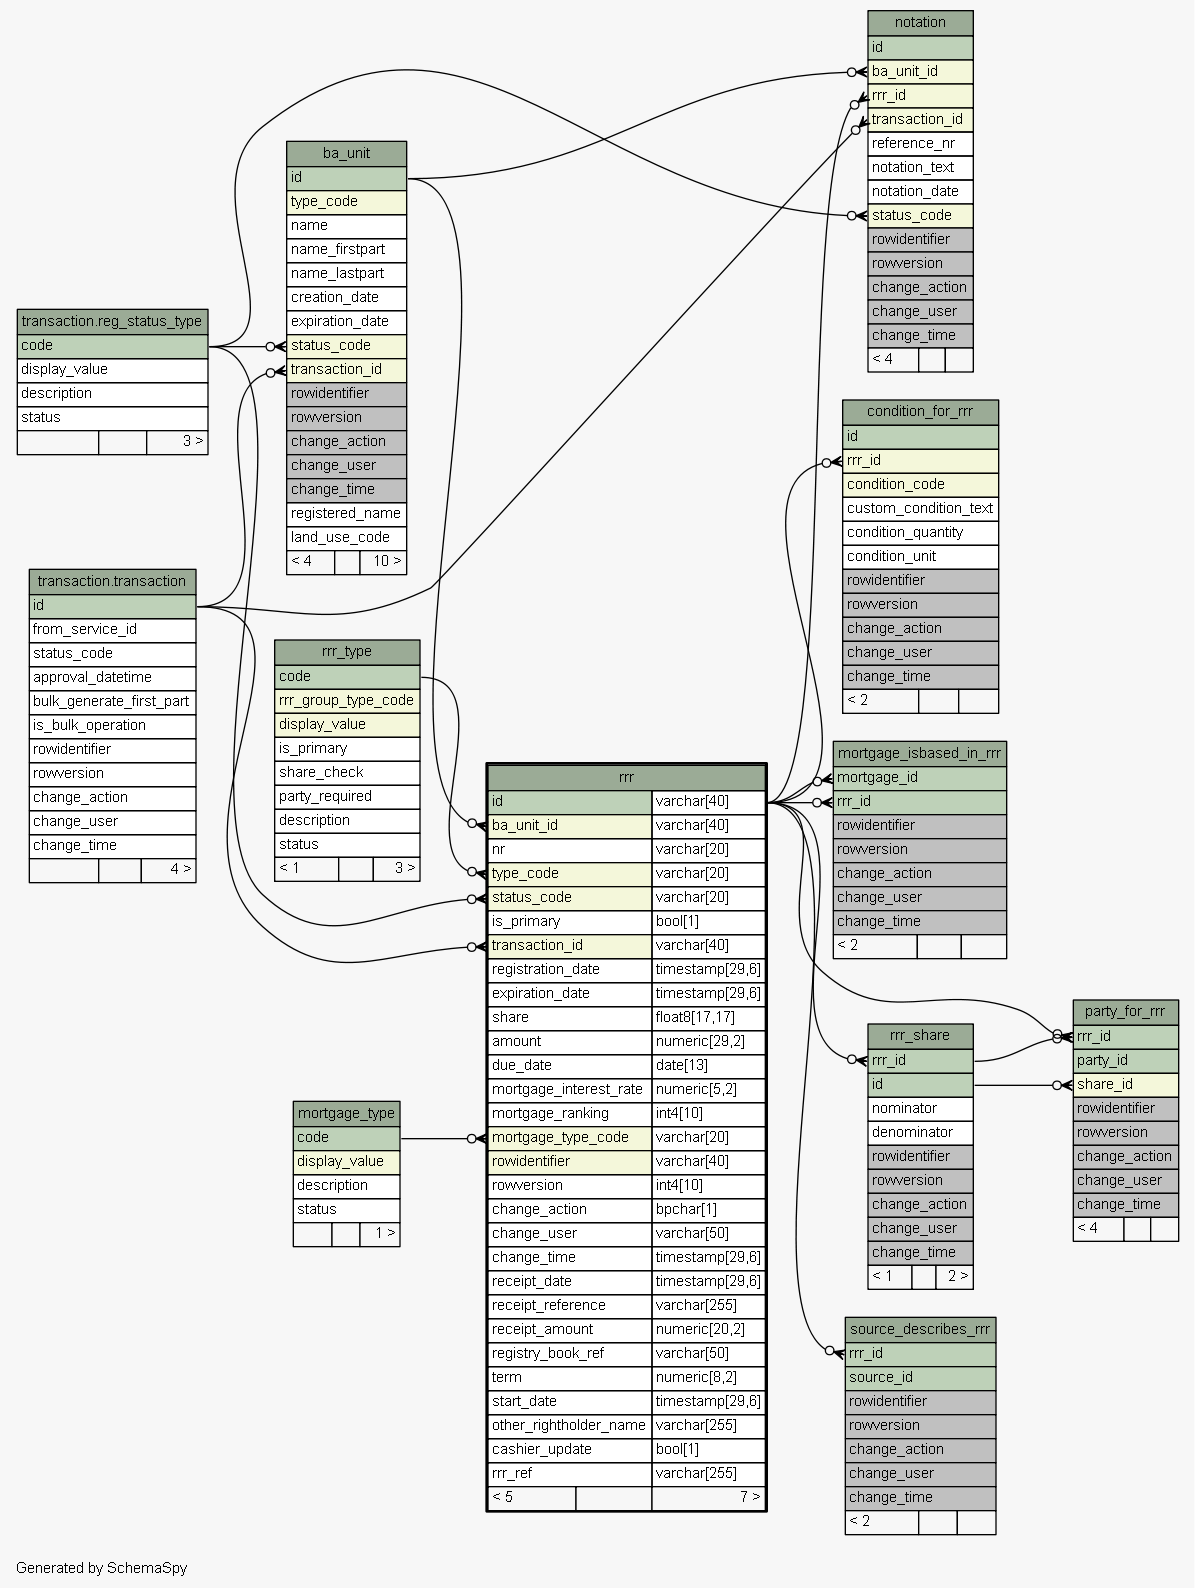 notation
id
ba_unit_id
rrr_id
transaction_id
reference_nr
notation_text
notation_date
status_code
rowidentifier
rowversion
change_action
change_user
change_time
< 4
ba_unit
id
type_code
name
name_firstpart
name_lastpart
creation_date
expiration_date
status_code
transaction_id
rowidentifier
rowversion
change_action
change_user
change_time
registered_name
land_use_code
< 4 10 >
transaction.reg_status_type
code
display_value
description
status
3 >
condition_for_rrr
id
rrr_id
condition_code
custom_condition_text
condition_quantity
condition_unit
rowidentifier
rowversion
change_action
change_user
change_time
< 2
transaction.transaction
id
from_service_id
status_code
approval_datetime
bulk_generate_first_part
is_bulk_operation
rowidentifier
rowversion
change_action
change_user
change_time
4 >
rrr_type
code
rrr_group_type_code
display_value
is_primary
share_check
party_required
description
status
< 1 3 >
mortgage_isbased_in_rrr
mortgage_id
rrr_id
rowidentifier
rowversion
change_action
change_user
change_time
< 2
rrr
id varchar[40]
ba_unit_id varchar[40]
nr varchar[20]
type_code varchar[20]
status_code varchar[20]
is_primary bool[1]
transaction_id varchar[40]
registration_date timestamp[29,6]
expiration_date timestamp[29,6]
share float8[17,17]
amount numeric[29,2]
due_date date[13]
mortgage_interest_rate numeric[5,2]
mortgage_ranking int4[10]
mortgage_type_code varchar[20]
rowidentifier varchar[40]
rowversion int4[10]
change_action bpchar[1]
change_user varchar[50]
change_time timestamp[29,6]
receipt_date timestamp[29,6]
receipt_reference varchar[255]
receipt_amount numeric[20,2]
registry_book_ref varchar[50]
term numeric[8,2]
start_date timestamp[29,6]
other_rightholder_name varchar[255]
cashier_update bool[1]
rrr_ref varchar[255]
< 5 7 >
party_for_rrr
rrr_id
party_id
share_id
rowidentifier
rowversion
change_action
change_user
change_time
< 4
rrr_share
rrr_id
id
nominator
denominator
rowidentifier
rowversion
change_action
change_user
change_time
< 1 2 >
mortgage_type
code
display_value
description
status
1 >
source_describes_rrr
rrr_id
source_id
rowidentifier
rowversion
change_action
change_user
change_time
< 2
Generated by SchemaSpy